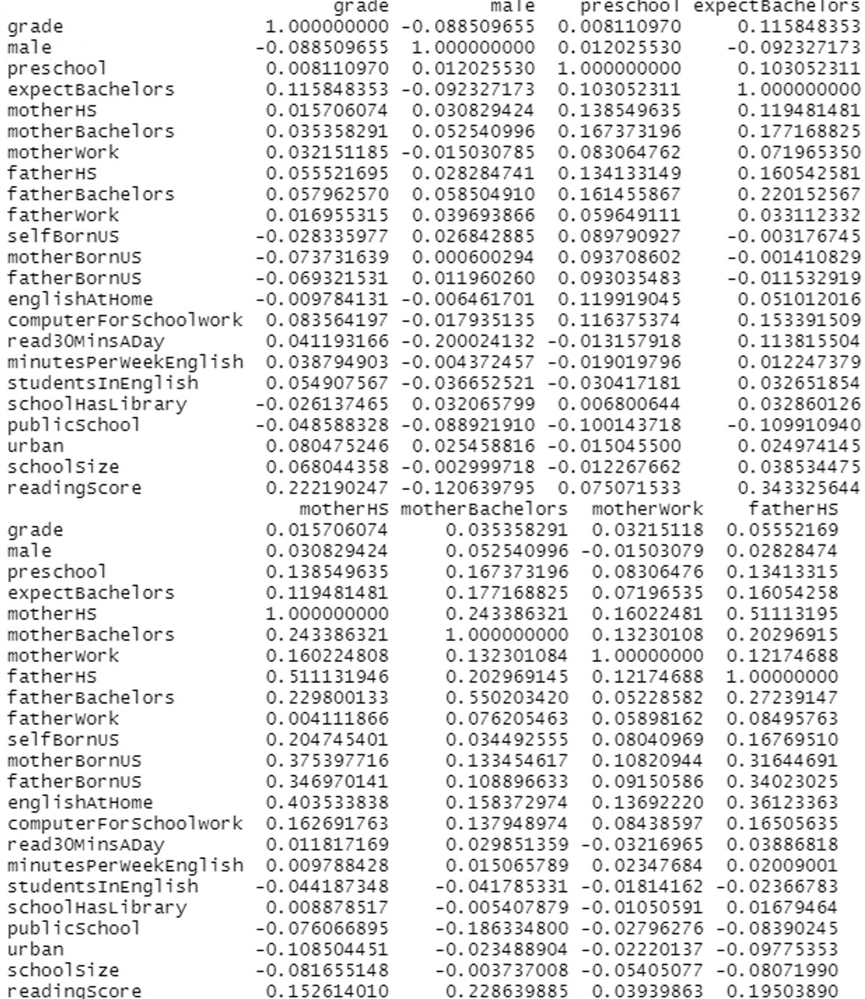 grade male preschool expectBachelors
grade 1.000000000 -0.088509655 0.008110970 0.115848353
male -0.088509655 1.000000000 0.012025530 -0.092327173
preschool 0.008110970 0.012025530 1.000000000 0.103052311
expectBachelors 0.115848353 -0.092327173 0.103052311 1.000000000
motherHS 0.015706074 0.030829424 0.138549635 0.119481481
motherBachelors 0.035358291 0.052540996 0.167373196 0.177168825
motherWork 0.032151185 -0.015030785 0.083064762 0.071965350
fatherHS 0.055521695 0.028284741 0.134133149 0.160542581
fatherBachelors 0.057962570 0.058504910 0.161455867 0.220152567
fatherWork 0.016955315 0.039693866 0.059649111 0.033112332
selfBornUS -0.028335977 0.026842885 0.089790927 -0.003176745
motherBornUS -0.073731639 0.000600294 0.093708602 -0.001410829
fatherBornUS -0.069321531 0.011960260 0.093035483 -0.011532919
englishAtHome -0.009784131 -0.006461701 0.119919045 0.051012016
computerForSchoolwork 0.083564197 -0.017935135 0.116375374 0.153391509
read30MinsADay 0.041193166 -0.200024132 -0.013157918 0.113815504
minutesPerWeekEnglish 0.038794903 -0.004372457 -0.019019796 0.012247379
studentsInEnglish 0.054907567 -0.036652521 -0.030417181 0.032651854
schoolHasLibrary -0.026137465 0.032065799 0.006800644 0.032860126
publicSchool -0.048588328 -0.088921910 -0.100143718 -0.109910940
urban 0.080475246 0.025458816 -0.015045500 0.024974145
schoolSize 0.068044358 -0.002999718 -0.012267662 0.038534475
readingScore 0.222190247 -0.120639795 0.075071533 0.343325644
motherHS motherBachelors motherWork fatherHS
grade 0.015706074 0.035358291 0.03215118 0.05552169
male 0.030829424 0.052540996 -0.01503079 0.02828474
preschool 0.138549635 0.167373196 0.08306476 0.13413315
expectBachelors 0.119481481 0.177168825 0.07196535 0.16054258
motherHS 1.000000000 0.243386321 0.16022481 0.51113195
motherBachelors 0.243386321 1.000000000 0.13230108 0.20296915
motherWork 0.160224808 0.132301084 1.00000000 0.12174688
fatherHS 0.511131946 0.202969145 0.12174688 1.00000000
fatherBachelors 0.229800133 0.550203420 0.05228582 0.27239147
fatherWork 0.004111866 0.076205463 0.05898162 0.08495763
selfBornUS 0.204745401 0.034492555 0.08040969 0.16769510
motherBornUS 0.375397716 0.133454617 0.10820944 0.31644691
fatherBornUS 0.346970141 0.108896633 0.09150586 0.34023025
englishAtHome 0.403533838 0.158372974 0.13692220 0.36123363
computerForSchoolwork 0.162691763 0.137948974 0.08438597 0.16505635
read30MinsADay 0.011817169 0.029851359 -0.03216965 0.03886818
minutesPerWeekEnglish 0.009788428 0.015065789 0.02347684 0.02009001
studentsInEnglish -0.044187348 -0.041785331 -0.01814162 -0.02366783
schoolHasLibrary 0.008878517 -0.005407879 -0.01050591 0.01679464
publicSchool -0.076066895 -0.186334800 -0.02796276 -0.08390245
urban -0.108504451 -0.023488904 -0.02220137 -0.09775353
schoolSize -0.081655148 -0.003737008 -0.05405077 -0.08071990
readingScore 0.152614010 0.228639885 0.03939863 0.19503890